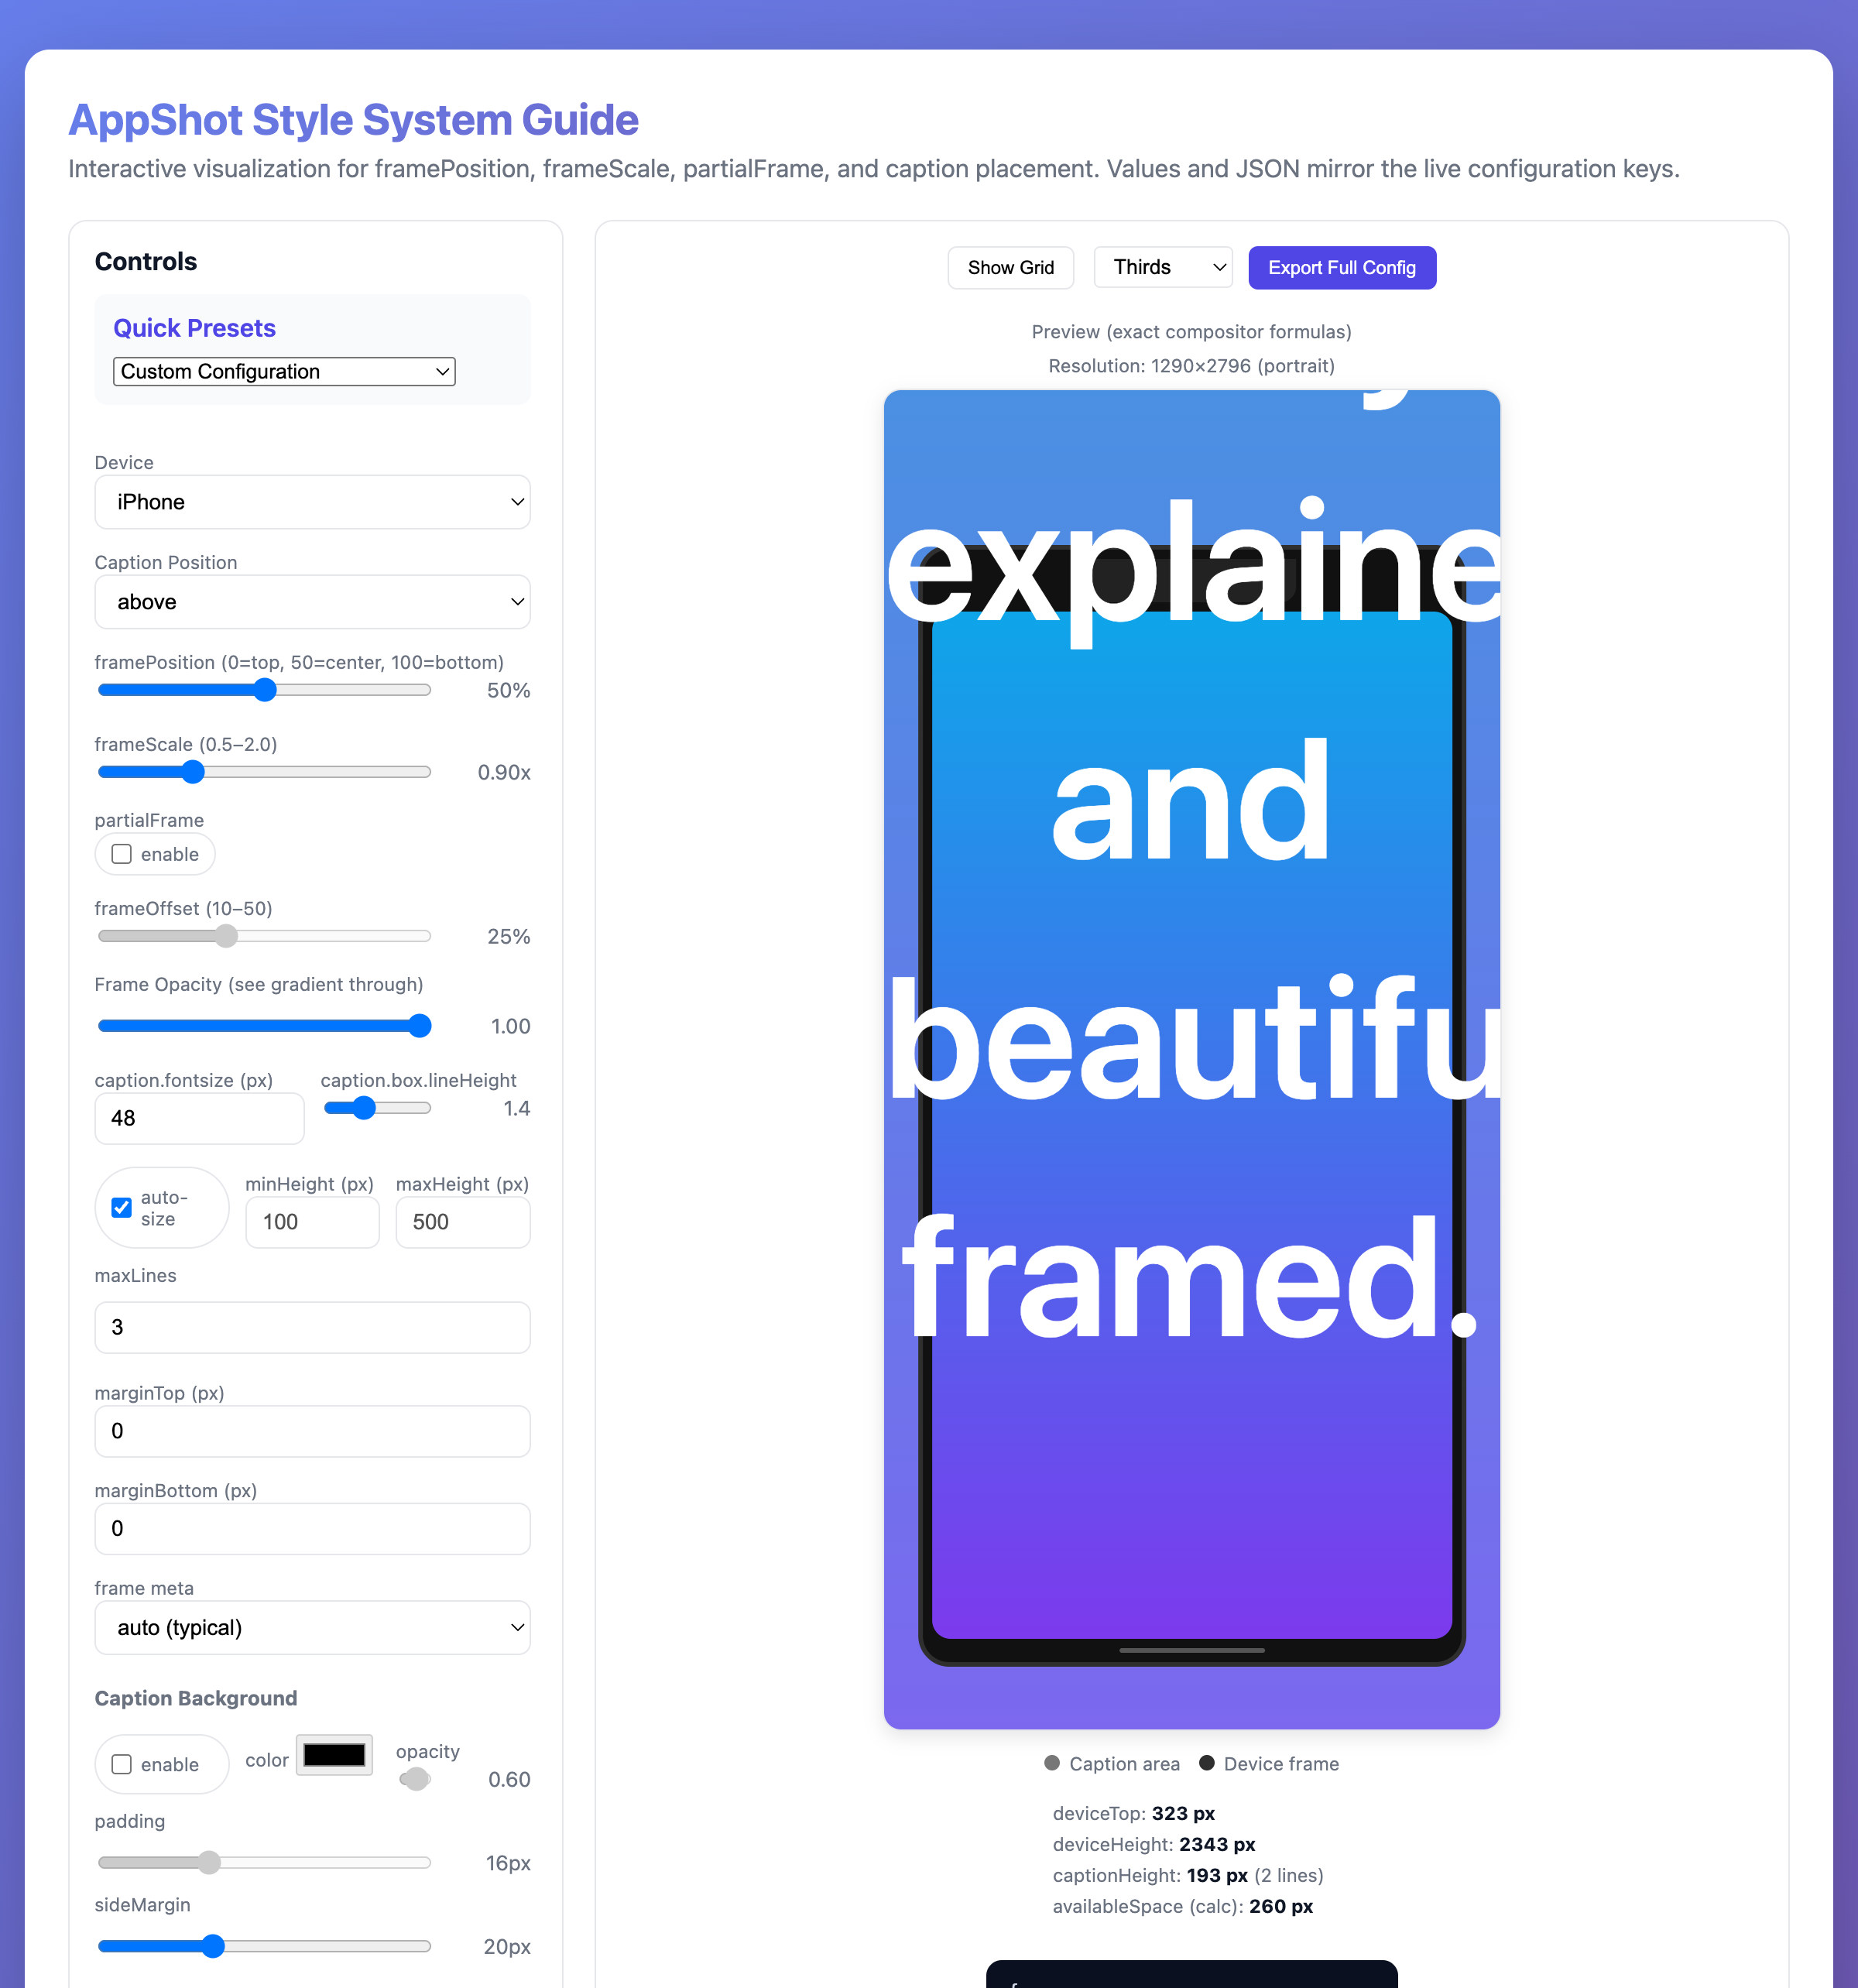 AppShot Style System Guide
Interactive visualization for framePosition, frameScale, partialFrame, and caption placement. Values and JSON mirror the live configuration keys.
Controls
Quick Presets
Custom Configuration
Device
iPhone
Caption Position
above
framePosition (0=top, 50=center, 100=bottom)
50%
frameScale (0.5–2.0)
0.90x
partialFrame
enable
frameOffset (10–50)
25%
Frame Opacity (see gradient through)
1.00
caption.fontsize (px)
48
caption.box.lineHeight
1.4
auto-
size
minHeight (px)
100
maxHeight (px)
500
maxLines
3
marginTop (px)
0
marginBottom (px)
0
frame meta
auto (typical)
Caption Background
enable
color
opacity
0.60
padding
16px
sideMargin
20px
Show Grid
Thirds
Export Full Config
Preview (exact compositor formulas)
Resolution: 1290×2796 (portrait)
explaine
and
beautifu
framed.
Caption area
Device frame
deviceTop: 323 px
deviceHeight: 2343 px
captionHeight: 193 px (2 lines)
availableSpace (calc): 260 px